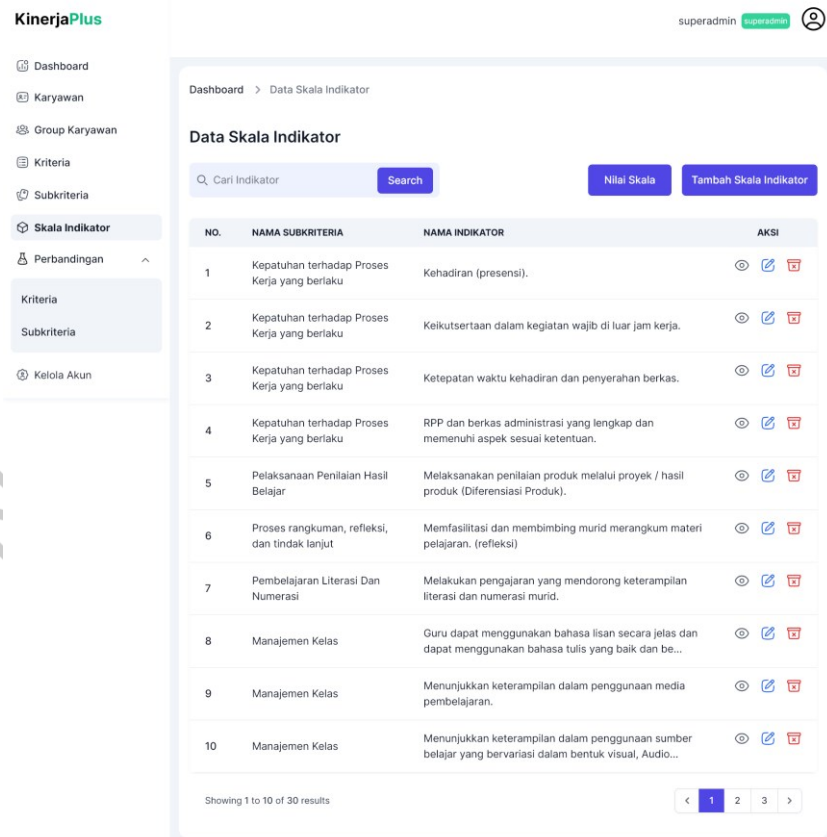 KinerjaPlus
superadmin superadmin
Dashboard
Karyawan
Group Karyawan
Kriteria
Subkriteria
Skala Indikator
Perbandingan
Kriteria
Subkriteria
Kelola Akun
Dashboard > Data Skala Indikator
Data Skala Indikator
Cari Indikator Search Nilai Skala Tambah Skala Indikator
NO. NAMA SUBKRITERIA NAMA INDIKATOR AKSI
1 Kepatuhan terhadap Proses
Kerja yang berlaku Kehadiran (presensi).
2 Kepatuhan terhadap Proses
Kerja yang berlaku Keikutsertaan dalam kegiatan wajib di luar jam kerja.
3 Kepatuhan terhadap Proses
Kerja yang berlaku Ketepatan waktu kehadiran dan penyerahan berkas.
4 Kepatuhan terhadap Proses
Kerja yang berlaku RPP dan berkas administrasi yang lengkap dan
memenuhi aspek sesuai ketentuan.
5 Pelaksanaan Penilaian Hasil
Belajar Melaksanakan penilaian produk melalui proyek / hasil
produk (Diferensiasi Produk).
6 Proses rangkuman, refleksi,
dan tindak lanjut Memfasilitasi dan membimbing murid merangkum materi
pelajaran. (refleksi)
7 Pembelajaran Literasi Dan
Numerasi Melakukan pengajaran yang mendorong keterampilan
literasi dan numerasi murid.
8 Manajemen Kelas Guru dapat menggunakan bahasa lisan secara jelas dan
dapat menggunakan bahasa tulis yang baik dan be...
9 Manajemen Kelas Menunjukkan keterampilan dalam penggunaan media
pembelajaran.
10 Manajemen Kelas Menunjukkan keterampilan dalam penggunaan sumber
belajar yang bervariasi dalam bentuk visual, Audio...
Showing 1 to 10 of 30 results < 1 2 3 >